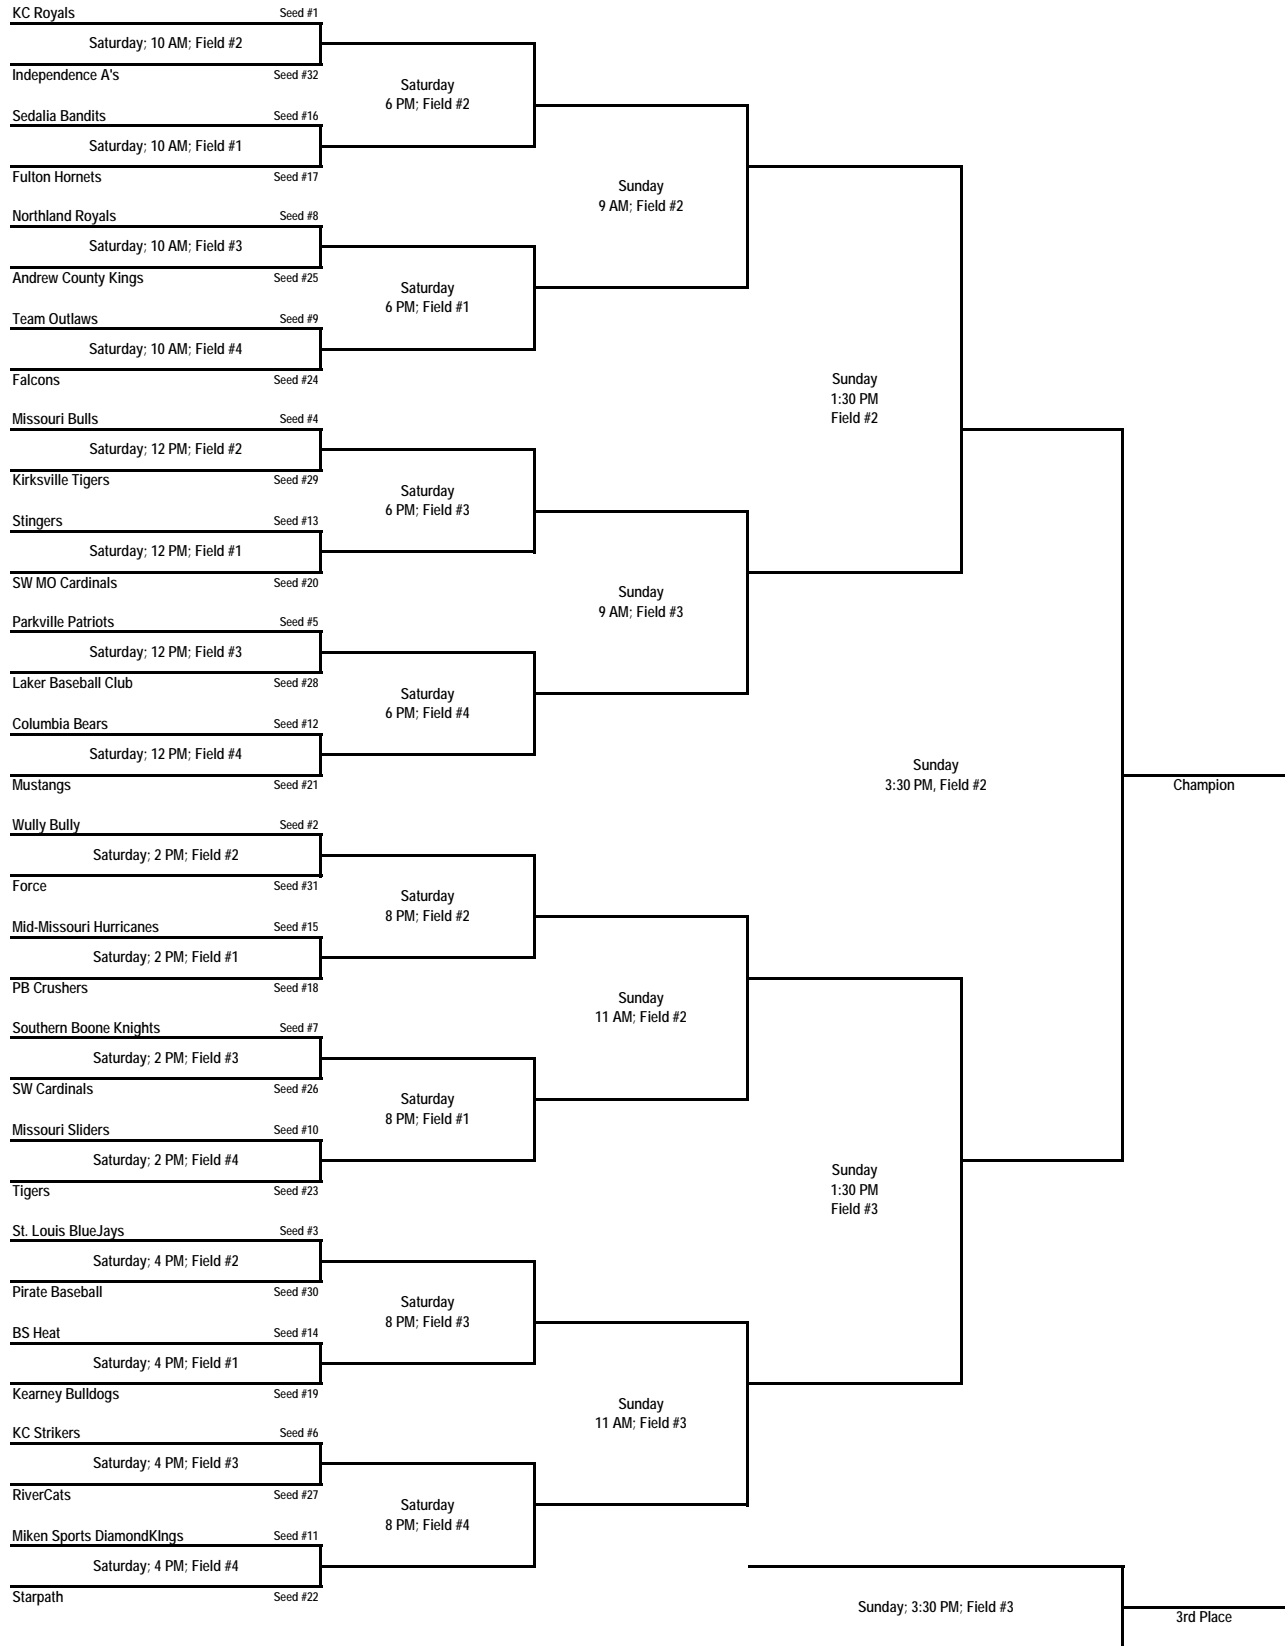 KC Royals Seed #1
Saturday; 10 AM; Field #2
Independence A's Seed #32
Saturday
6 PM; Field #2
Sedalia Bandits Seed #16
Saturday; 10 AM; Field #1
Fulton Hornets Seed #17
Sunday
9 AM; Field #2
Northland Royals Seed #8
Saturday; 10 AM; Field #3
Andrew County Kings Seed #25
Saturday
6 PM; Field #1
Team Outlaws Seed #9
Saturday; 10 AM; Field #4
Falcons Seed #24
Sunday
1:30 PM
Field #2
Missouri Bulls Seed #4
Saturday; 12 PM; Field #2
Kirksville Tigers Seed #29
Saturday
6 PM; Field #3
Stingers Seed #13
Saturday; 12 PM; Field #1
SW MO Cardinals Seed #20
Sunday
9 AM; Field #3
Parkville Patriots Seed #5
Saturday; 12 PM; Field #3
Laker Baseball Club Seed #28
Saturday
6 PM; Field #4
Columbia Bears Seed #12
Saturday; 12 PM; Field #4
Mustangs Seed #21
Sunday
3:30 PM, Field #2
Champion
Wully Bully Seed #2
Saturday; 2 PM; Field #2
Force Seed #31
Saturday
8 PM; Field #2
Mid-Missouri Hurricanes Seed #15
Saturday; 2 PM; Field #1
PB Crushers Seed #18
Sunday
11 AM; Field #2
Southern Boone Knights Seed #7
Saturday; 2 PM; Field #3
SW Cardinals Seed #26
Saturday
8 PM; Field #1
Missouri Sliders Seed #10
Saturday; 2 PM; Field #4
Tigers Seed #23
Sunday
1:30 PM
Field #3
St. Louis BlueJays Seed #3
Saturday; 4 PM; Field #2
Pirate Baseball Seed #30
Saturday
8 PM; Field #3
BS Heat Seed #14
Saturday; 4 PM; Field #1
Kearney Bulldogs Seed #19
Sunday
11 AM; Field #3
KC Strikers Seed #6
Saturday; 4 PM; Field #3
RiverCats Seed #27
Saturday
8 PM; Field #4
Miken Sports DiamondKIngs Seed #11
Saturday; 4 PM; Field #4
Starpath Seed #22
Sunday; 3:30 PM; Field #3
3rd Place